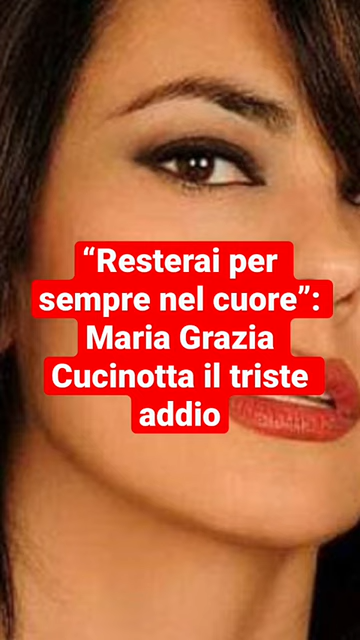 “Resterai per
sempre nel cuore”:
Maria Grazia
Cucinotta il triste
addio